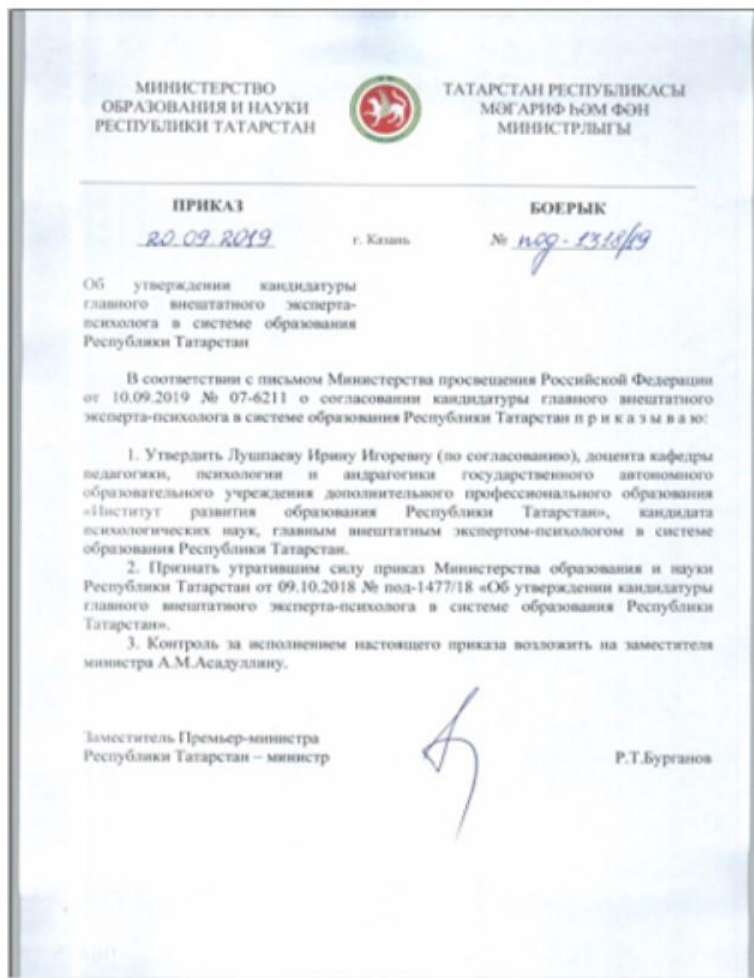 МИНИСТЕРСТВО
ОБРАЗОВАНИЯ И НАУКИ
РЕСПУБЛИКИ ТАТАРСТАН
ТАТАРСТАН РЕСПУБЛИКАСЫ
МӘГАРИФ ҺӘМ ФӘН
МИНИСТРЛЫГЫ
ПРИКАЗ
БОЕРЫК
20.09.2019
г. Казань
№ под-1318/19
Об утверждении кандидатуры
главного внештатного эксперта-
психолога в системе образования
Республики Татарстан
В соответствии с письмом Министерства просвещения Российской Федерации
от 10.09.2019 № 07-6211 о согласовании кандидатуры главного внештатного
эксперта-психолога в системе образования Республики Татарстан п р и к а з ы в а ю:
1. Утвердить Лушпаеву Ирину Игоревну (по согласованию), доцента кафедры
педагогики, психологии и андрагогики государственного автономного
образовательного учреждения дополнительного профессионального образования
«Институт развития образования Республики Татарстан», кандидата
психологических наук, главным внештатным экспертом-психологом в системе
образования Республики Татарстан.
2. Признать утратившим силу приказ Министерства образования и науки
Республики Татарстан от 09.10.2018 № под-1477/18 «Об утверждении кандидатуры
главного внештатного эксперта-психолога в системе образования Республики
Татарстан».
3. Контроль за исполнением настоящего приказа возложить на заместителя
министра А.М.Асадуллину.
Заместитель Премьер-министра
Республики Татарстан – министр
Р.Т.Бурганов